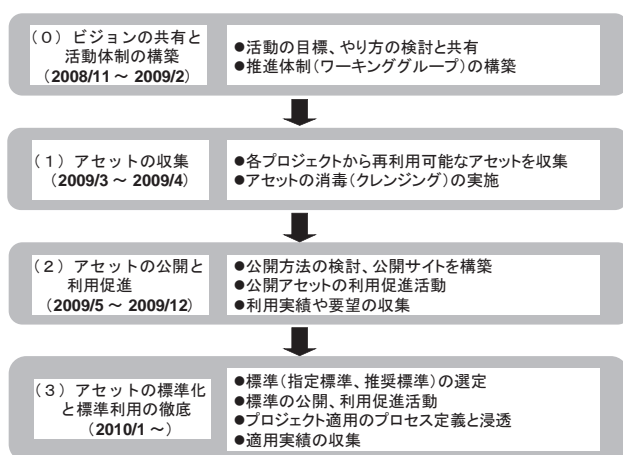 (0) ビジョンの共有と
活動体制の構築
(2008/11 ~ 2009/2)
●活動の目標、やり方の検討と共有
●推進体制(ワーキンググループ)の構築
(1) アセットの収集
(2009/3 ~ 2009/4)
●各プロジェクトから再利用可能なアセットを収集
●アセットの消毒(クレンジング)の実施
(2) アセットの公開と
利用促進
(2009/5 ~ 2009/12)
●公開方法の検討、公開サイトを構築
●公開アセットの利用促進活動
●利用実績や要望の収集
(3) アセットの標準化
と標準利用の徹底
(2010/1 ~)
●標準(指定標準、推奨標準)の選定
●標準の公開、利用促進活動
●プロジェクト適用のプロセス定義と浸透
●適用実績の収集